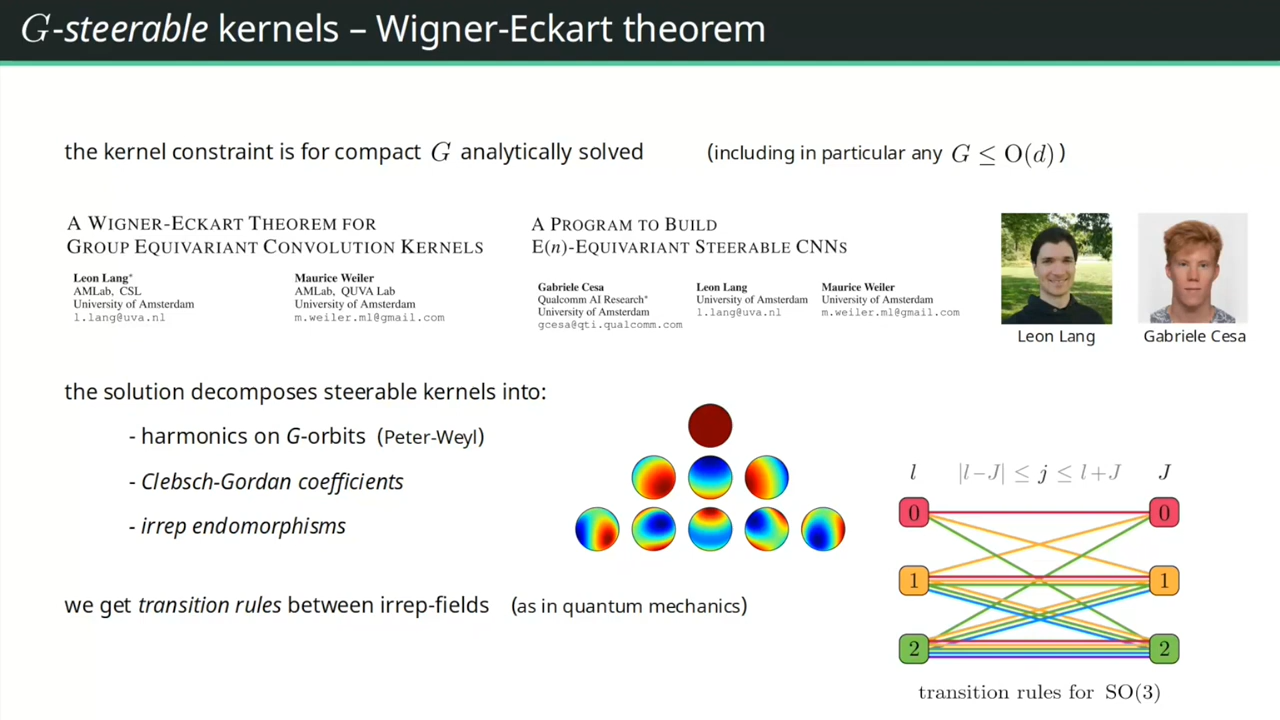 G-steerable kernels – Wigner-Eckart theorem
the kernel constraint is for compact G analytically solved (including in particular any G ≤ O(d))
A WIGNER-ECKART THEOREM FOR
GROUP EQUIVARIANT CONVOLUTION KERNELS
Leon Lang* Maurice Weiler
AMLab, CSL AMLab, QUVA Lab
University of Amsterdam University of Amsterdam
l.lang@uva.nl m.weiler.ml@gmail.com
A PROGRAM TO BUILD
E(n)-EQUIVARIANT STEERABLE CNNS
Gabriele Cesa Leon Lang Maurice Weiler
Qualcomm AI Research* University of Amsterdam University of Amsterdam
University of Amsterdam l.lang@uva.nl m.weiler.ml@gmail.com
gcesa@qti.qualcomm.com
Leon Lang Gabriele Cesa
the solution decomposes steerable kernels into:
- harmonics on G-orbits (Peter-Weyl)
- Clebsch-Gordan coefficients
- irrep endomorphisms
we get transition rules between irrep-fields (as in quantum mechanics)
l |l−J| ≤ j ≤ l+J J
0 0
1 1
2 2
transition rules for SO(3)